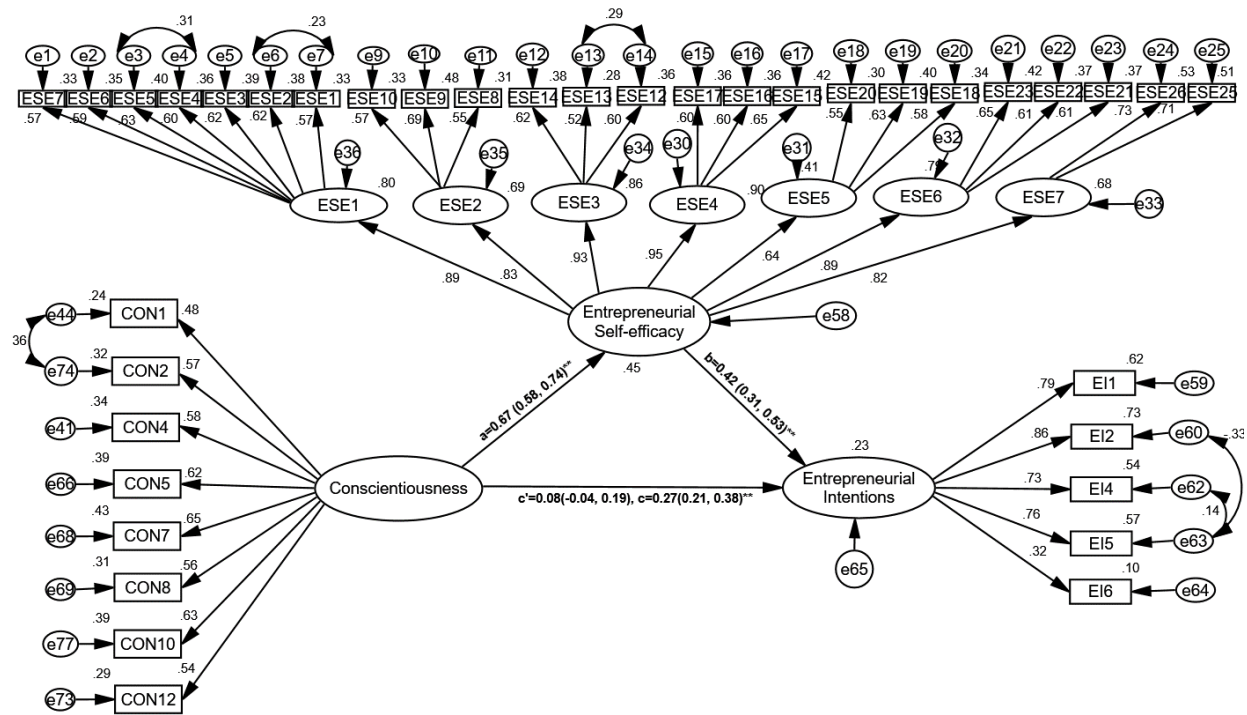 .31 .23 .29
e1 e2 e3 e4 e5 e6 e7 e9 e10 e11 e12 e13 e14 e15 e16 e17 e18 e19 e20 e21 e22 e23 e24 e25
.33 .35 .40 .36 .39 .38 .33 .33 .48 .31 .38 .28 .36 .36 .36 .42 .30 .40 .34 .42 .37 .37 .53 .51
ESE7 ESE6 ESE5 ESE4 ESE3 ESE2 ESE1 ESE10 ESE9 ESE8 ESE14 ESE13 ESE12 ESE17 ESE16 ESE15 ESE20 ESE19 ESE18 ESE23 ESE22 ESE21 ESE26 ESE25
.57 .59 .63 .60 .62 .62 .57 .57 .69 .55 .62 .52 .60 .60 .60 .65 .55 .63 .58 .65 .61 .61 .73 .71
e36 e35 e34 e30 e31 e32 e33
.80 .69 .86 .90 .41 .79 .68
ESE1 ESE2 ESE3 ESE4 ESE5 ESE6 ESE7
.89 .83 .93 .95 .64 .89 .82
Entrepreneurial
Self-efficacy
e58
.45
a=0.67 (0.58, 0.74)**
b=0.42 (0.31, 0.53)**
36
e44 .24 CON1 .48
e74 .32 CON2 .57
e41 .34 CON4 .58
e66 .39 CON5 .62
e68 .43 CON7 .65
e69 .31 CON8 .56
e77 .39 CON10 .63
e73 .29 CON12 .54
Conscientiousness
c'=0.08(-0.04, 0.19), c=0.27(0.21, 0.38)**
.23
Entrepreneurial
Intentions
e65
.79 EI1 .62 e59
.86 EI2 .73 e60
-.33
.73 EI4 .54 e62
.14
.76 EI5 .57 e63
.32 EI6 .10 e64